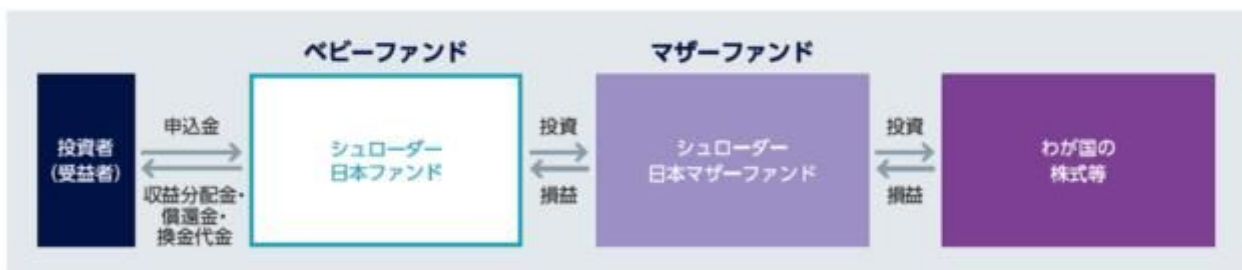 ベビーファンド
マザーファンド
投資者
(受益者)
申込金
収益分配金・
償還金・
換金代金
シュローダー
日本ファンド
投資
損益
シュローダー
日本マザーファンド
投資
損益
わが国の
株式等